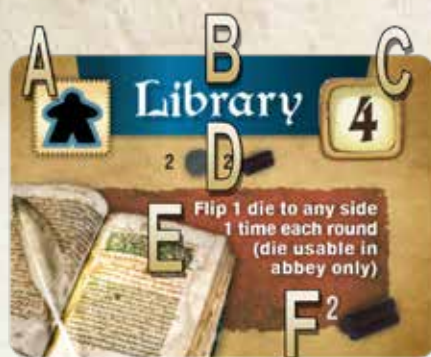 A B C
Library 4
2 D 2
E Flip 1 die to any side
1 time each round
(die usable in
abbey only)
F 2